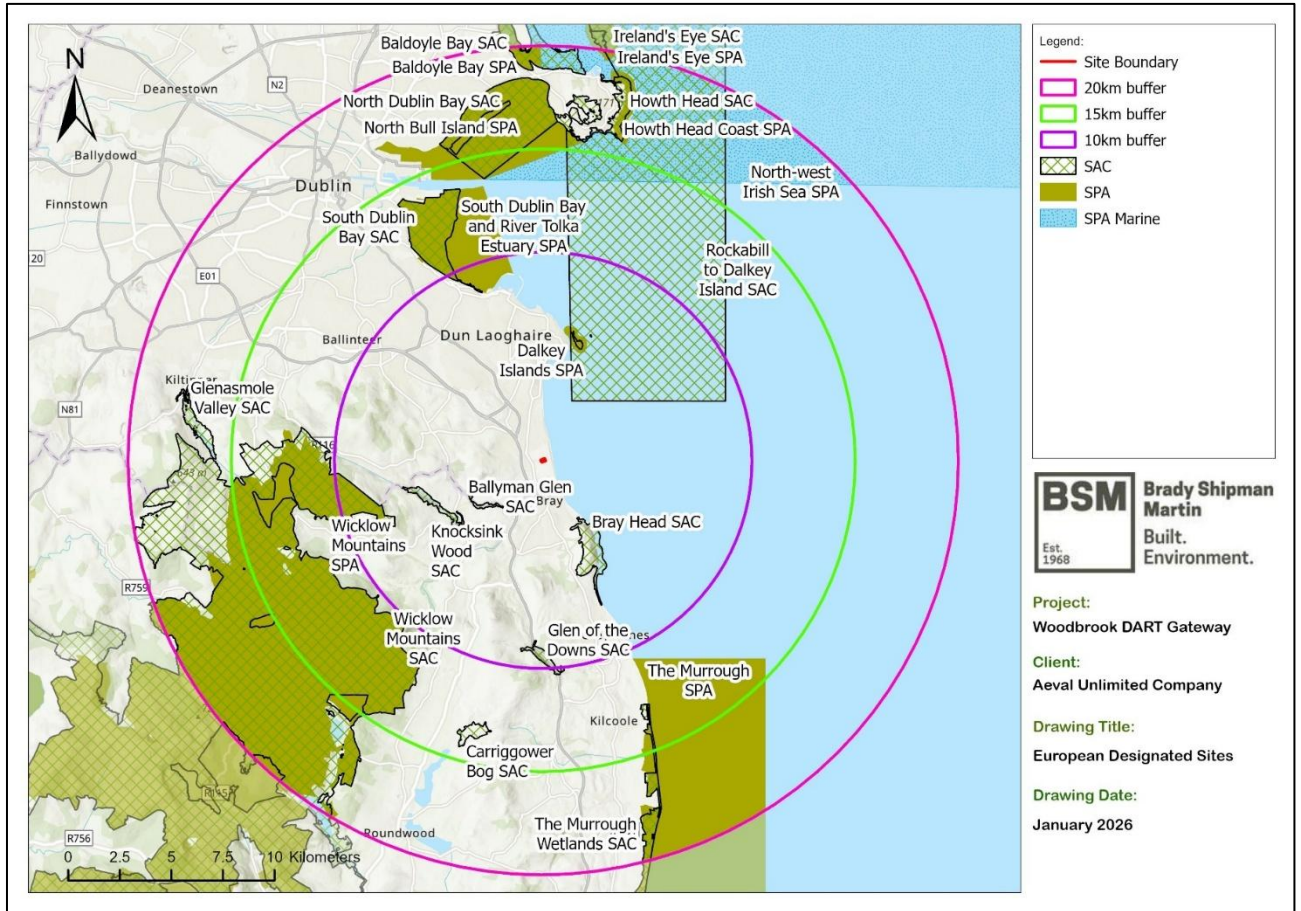 N
Baldoyle Bay SAC
Baldoyle Bay SPA
North Dublin Bay SAC
North Bull Island SPA
Ireland's Eye SAC
Ireland's Eye SPA
Howth Head SAC
Howth Head Coast SPA
171
N2
Deanestown
Ballydowd
Finnstown
Dublin
20
E01
North-west
Irish Sea SPA
South Dublin
Bay SAC
South Dublin Bay
and River Tolka
Estuary SPA
Rockabill
to Dalkey
Island SAC
Ballinteer
Dun Laoghaire
Dalkey
Islands SPA
N81
Glenasmole
Valley SAC
R116
643 m
Ballyman Glen
SAC
Bray
Bray Head SAC
Knocksink
Wood
SAC
Wicklow
Mountains
SPA
R759
Wicklow
Mountains
SAC
Glen of the
Downs SAC
The Murrough
SPA
Kilcoole
Carriggower
Bog SAC
R115
R756
Roundwood
The Murrough
Wetlands SAC
0 2.5 5 7.5 10 Kilometers
Legend:
Site Boundary
20km buffer
15km buffer
10km buffer
SAC
SPA
SPA Marine
BSM
Est.
1968
Brady Shipman
Martin
Built.
Environment.
Project:
Woodbrook DART Gateway
Client:
Aeval Unlimited Company
Drawing Title:
European Designated Sites
Drawing Date:
January 2026